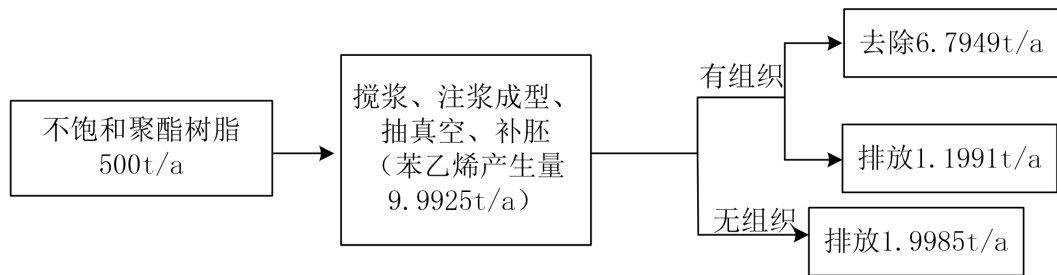 不饱和聚酯树脂
500t/a
搅浆、注浆成型、
抽真空、补胚
（苯乙烯产生量
9.9925t/a）
有组织
去除6.7949t/a
排放1.1991t/a
无组织
排放1.9985t/a